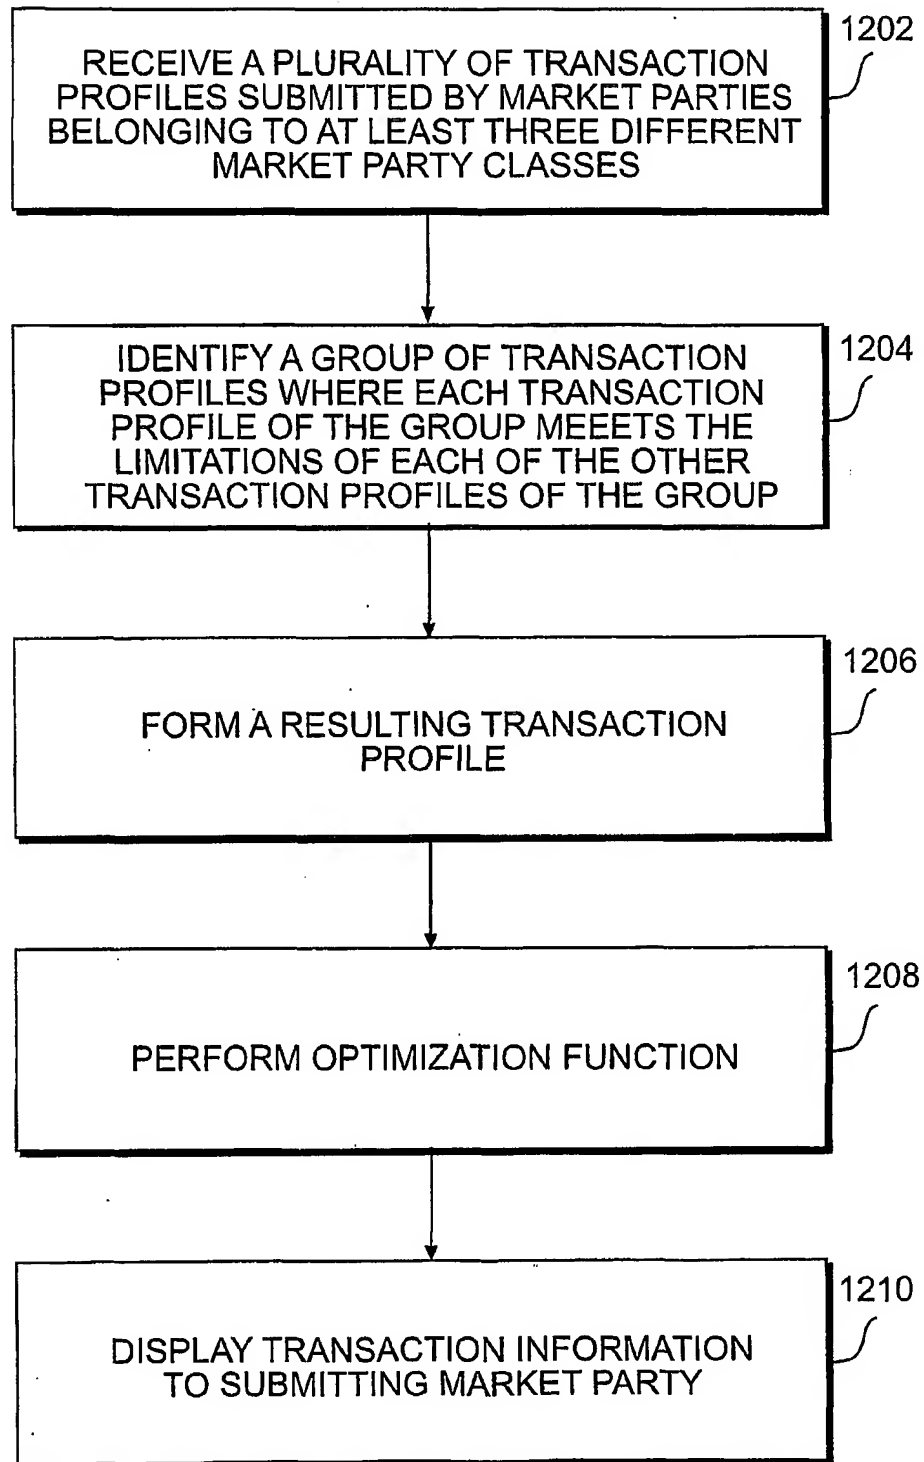 1202
RECEIVE A PLURALITY OF TRANSACTION
PROFILES SUBMITTED BY MARKET PARTIES
BELONGING TO AT LEAST THREE DIFFERENT
MARKET PARTY CLASSES
1204
IDENTIFY A GROUP OF TRANSACTION
PROFILES WHERE EACH TRANSACTION
PROFILE OF THE GROUP MEEETS THE
LIMITATIONS OF EACH OF THE OTHER
TRANSACTION PROFILES OF THE GROUP
1206
FORM A RESULTING TRANSACTION
PROFILE
1208
PERFORM OPTIMIZATION FUNCTION
1210
DISPLAY TRANSACTION INFORMATION
TO SUBMITTING MARKET PARTY